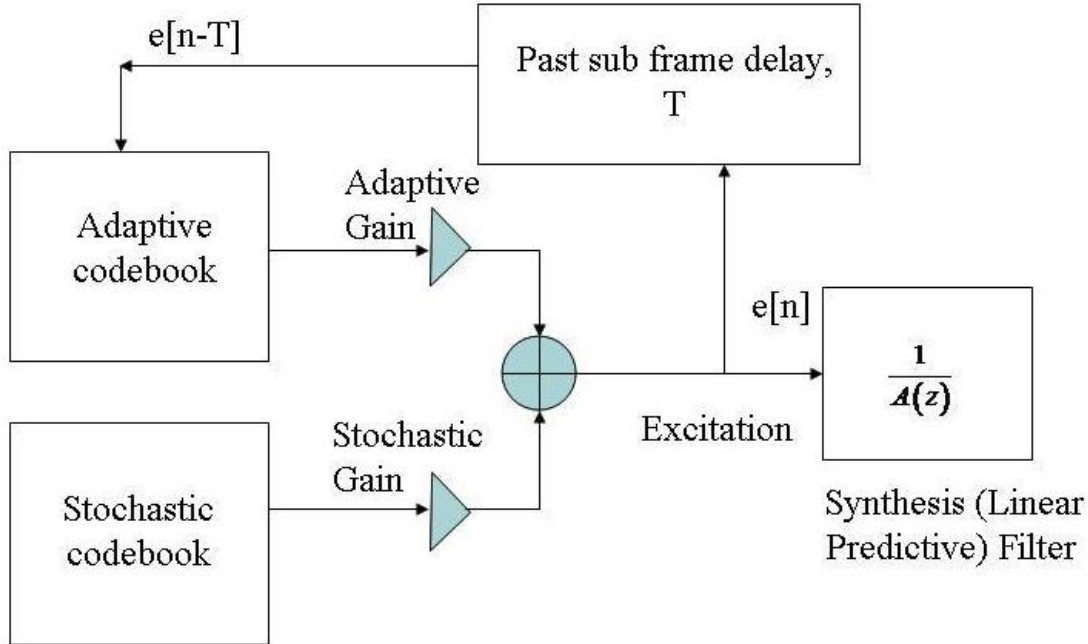 e[n-T]
Past sub frame delay,
T
Adaptive
codebook
Adaptive
Gain
e[n]
1
A(z)
Excitation
Stochastic
Gain
Stochastic
codebook
Synthesis (Linear
Predictive) Filter